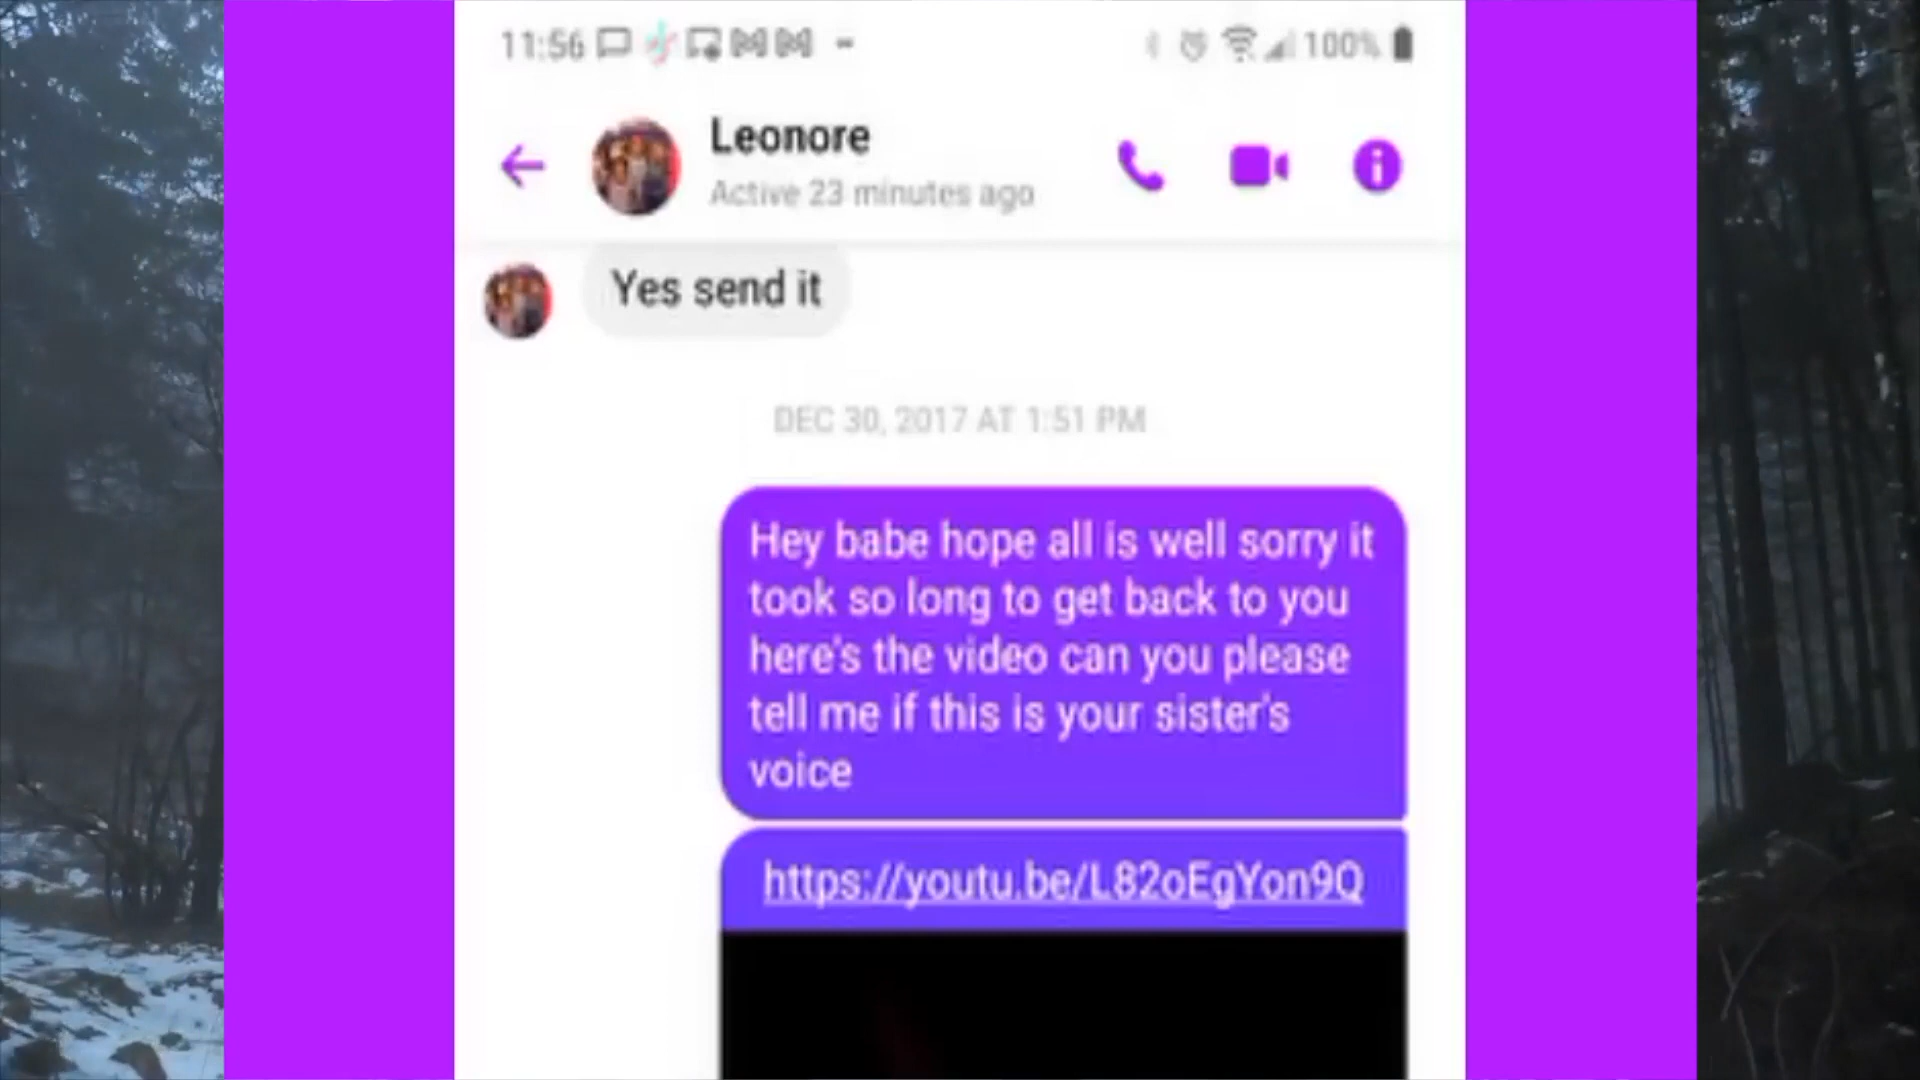 11:56 100%
Leonore
Active 23 minutes ago
Yes send it
DEC 30, 2017 AT 1:51 PM
Hey babe hope all is well sorry it
took so long to get back to you
here's the video can you please
tell me if this is your sister's
voice
https://youtu.be/L82oEgYon9Q